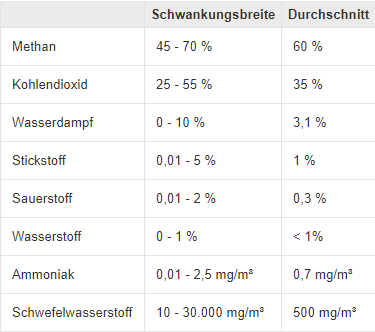 Schwankungsbreite Durchschnitt
Methan 45 - 70 % 60 %
Kohlendioxid 25 - 55 % 35 %
Wasserdampf 0 - 10 % 3,1 %
Stickstoff 0,01 - 5 % 1 %
Sauerstoff 0,01 - 2 % 0,3 %
Wasserstoff 0 - 1 % < 1%
Ammoniak 0,01 - 2,5 mg/m³ 0,7 mg/m³
Schwefelwasserstoff 10 - 30.000 mg/m³ 500 mg/m³